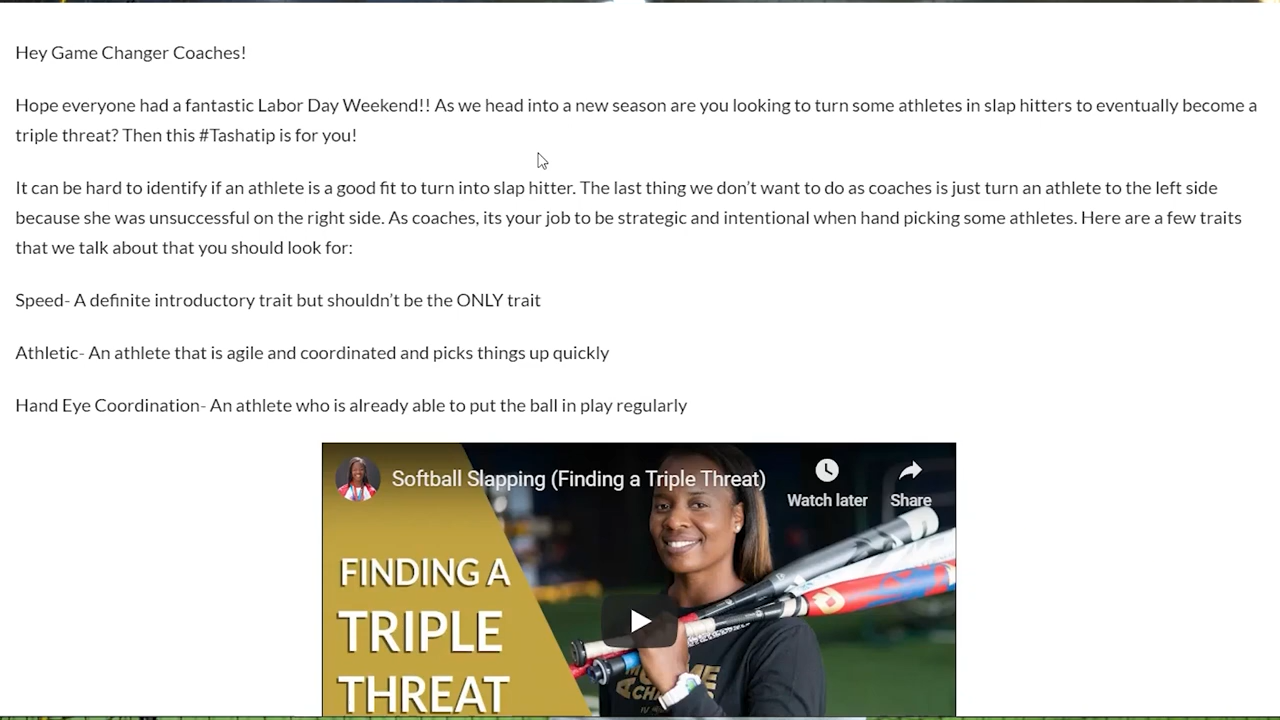 Hey Game Changer Coaches!
Hope everyone had a fantastic Labor Day Weekend!! As we head into a new season are you looking to turn some athletes in slap hitters to eventually become a
triple threat? Then this #Tashatip is for you!
It can be hard to identify if an athlete is a good fit to turn into slap hitter. The last thing we don’t want to do as coaches is just turn an athlete to the left side
because she was unsuccessful on the right side. As coaches, its your job to be strategic and intentional when hand picking some athletes. Here are a few traits
that we talk about that you should look for:
Speed- A definite introductory trait but shouldn’t be the ONLY trait
Athletic- An athlete that is agile and coordinated and picks things up quickly
Hand Eye Coordination- An athlete who is already able to put the ball in play regularly
Softball Slapping (Finding a Triple Threat)
Watch later
Share
FINDING A
TRIPLE
THREAT